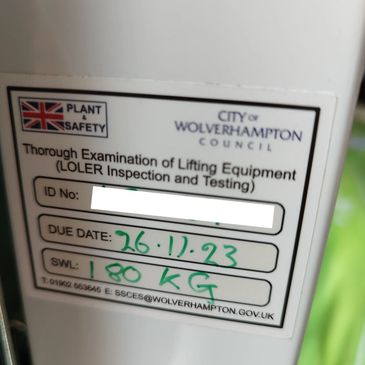 PLANT
&
SAFETY
CITY OF
WOLVERHAMPTON
COUNCIL
Thorough Examination of Lifting Equipment
(LOLER Inspection and Testing)
ID No:
DUE DATE: 26.11.23
SWL: 180 KG
T: 01902 553645 E: SSCES@WOLVERHAMPTON.GOV.UK